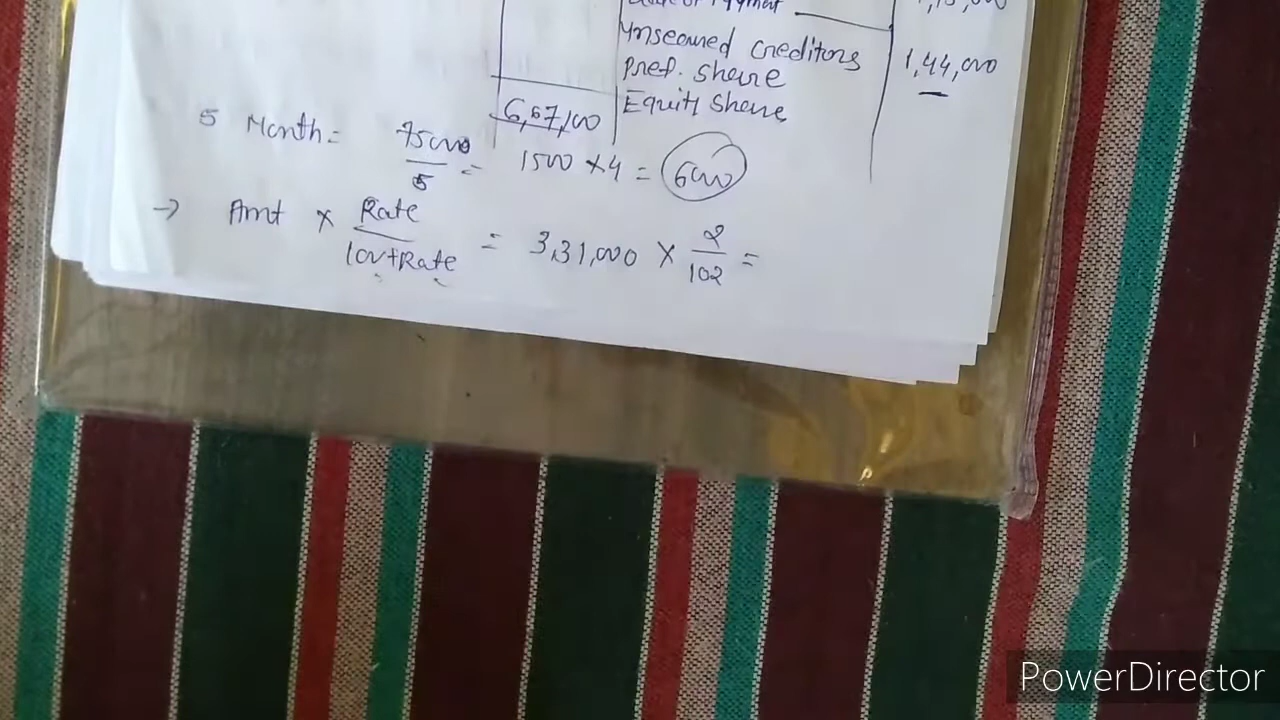 Unsecured Creditors 1,44,000
Pref. Share
Equity Share
6,67,100
5 Month = 7500/5 = 1500 × 4 = 6000
→ Amt × Rate/100+Rate = 3,31,000 × 2/102 =
PowerDirector